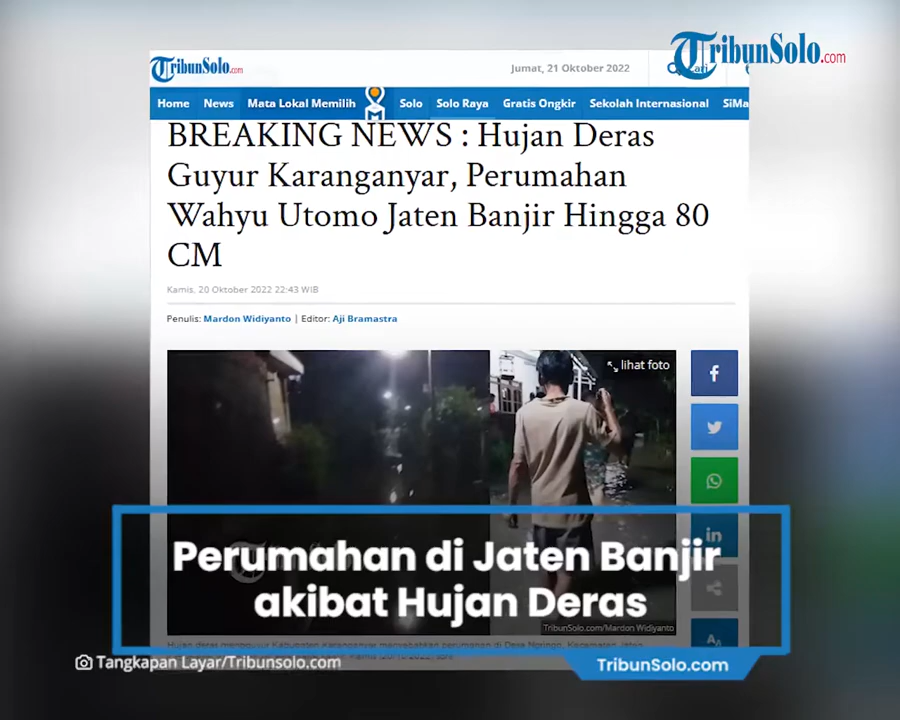 TribunSolo.com
Jumat, 21 Oktober 2022
TribunSolo.com
Home News Mata Lokal Memilih Solo Solo Raya Gratis Ongkir Sekolah Internasional SiMa
BREAKING NEWS : Hujan Deras
Guyur Karanganyar, Perumahan
Wahyu Utomo Jaten Banjir Hingga 80
CM
Kamis, 20 Oktober 2022 22:43 WIB
Penulis: Mardon Widiyanto | Editor: Aji Bramastra
lihat foto
Perumahan di Jaten Banjir
akibat Hujan Deras
TribunSolo.com/Mardon Widiyanto
Tangkapan Layar/Tribunsolo.com
TribunSolo.com